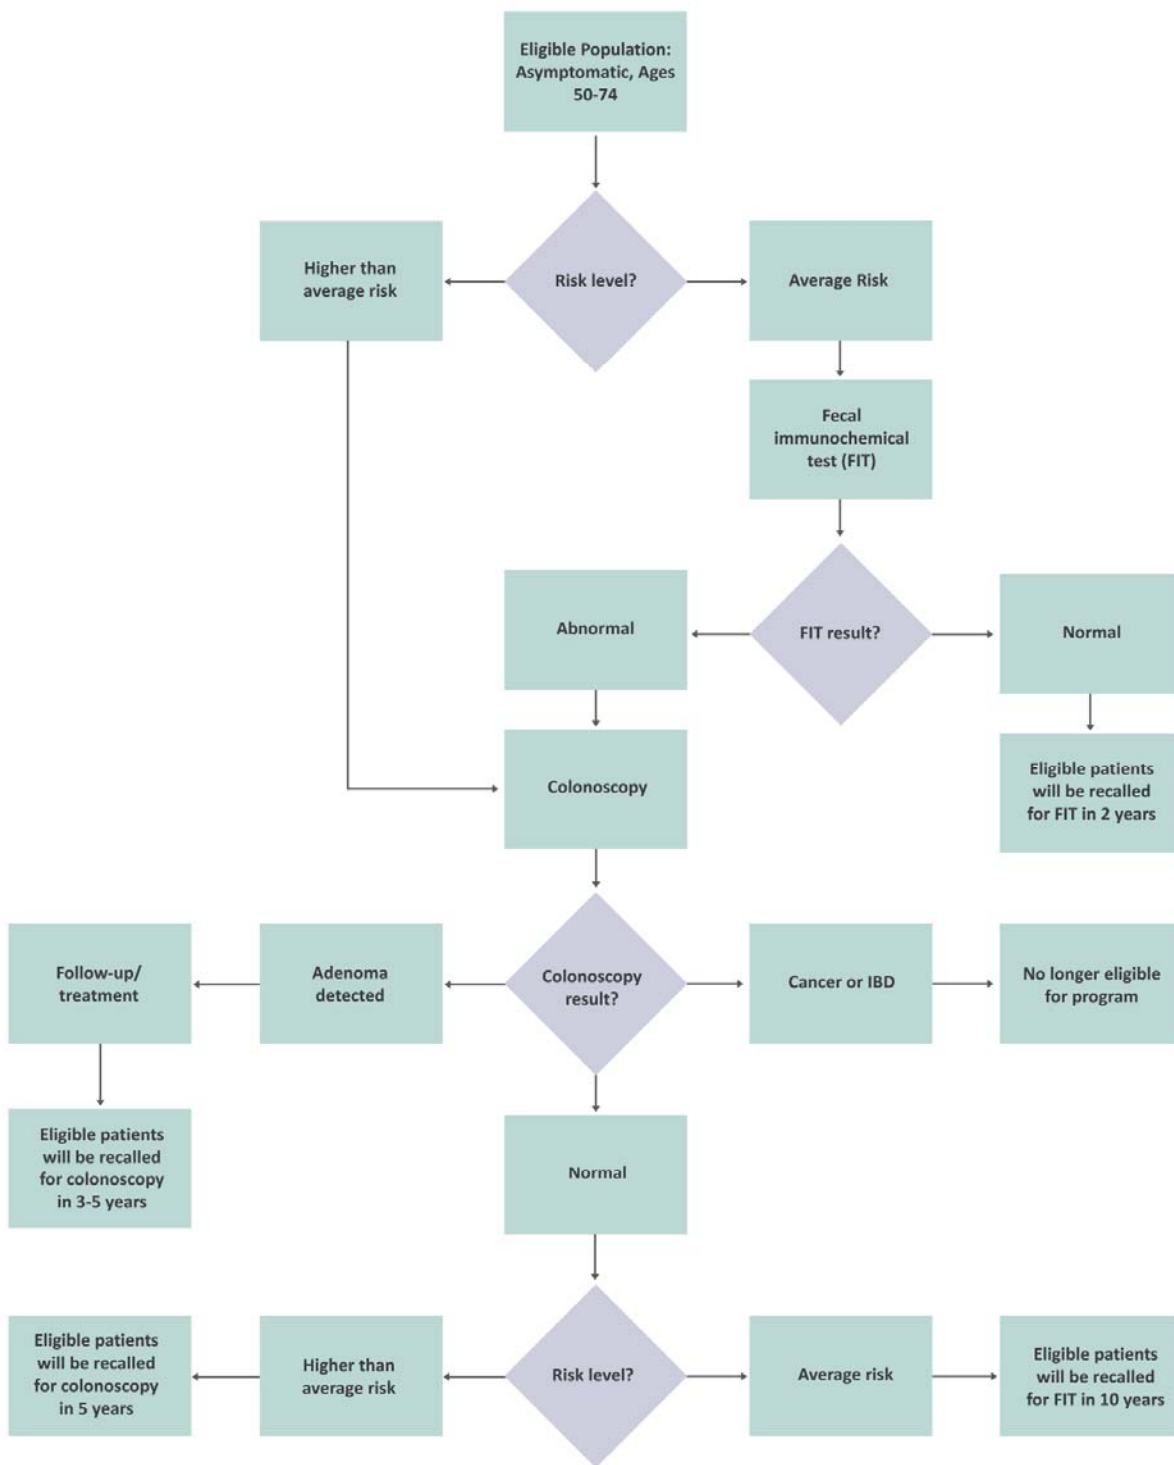 Eligible Population:
Asymptomatic, Ages
50-74
Higher than
average risk
Risk level?
Average Risk
Fecal
immunochemical
test (FIT)
Abnormal
FIT result?
Normal
Colonoscopy
Eligible patients
will be recalled
for FIT in 2 years
Follow-up/
treatment
Adenoma
detected
Colonoscopy
result?
Cancer or IBD
No longer eligible
for program
Eligible patients
will be recalled
for colonoscopy
in 3-5 years
Normal
Eligible patients
will be recalled
for colonoscopy
in 5 years
Higher than
average risk
Risk level?
Average risk
Eligible patients
will be recalled
for FIT in 10 years